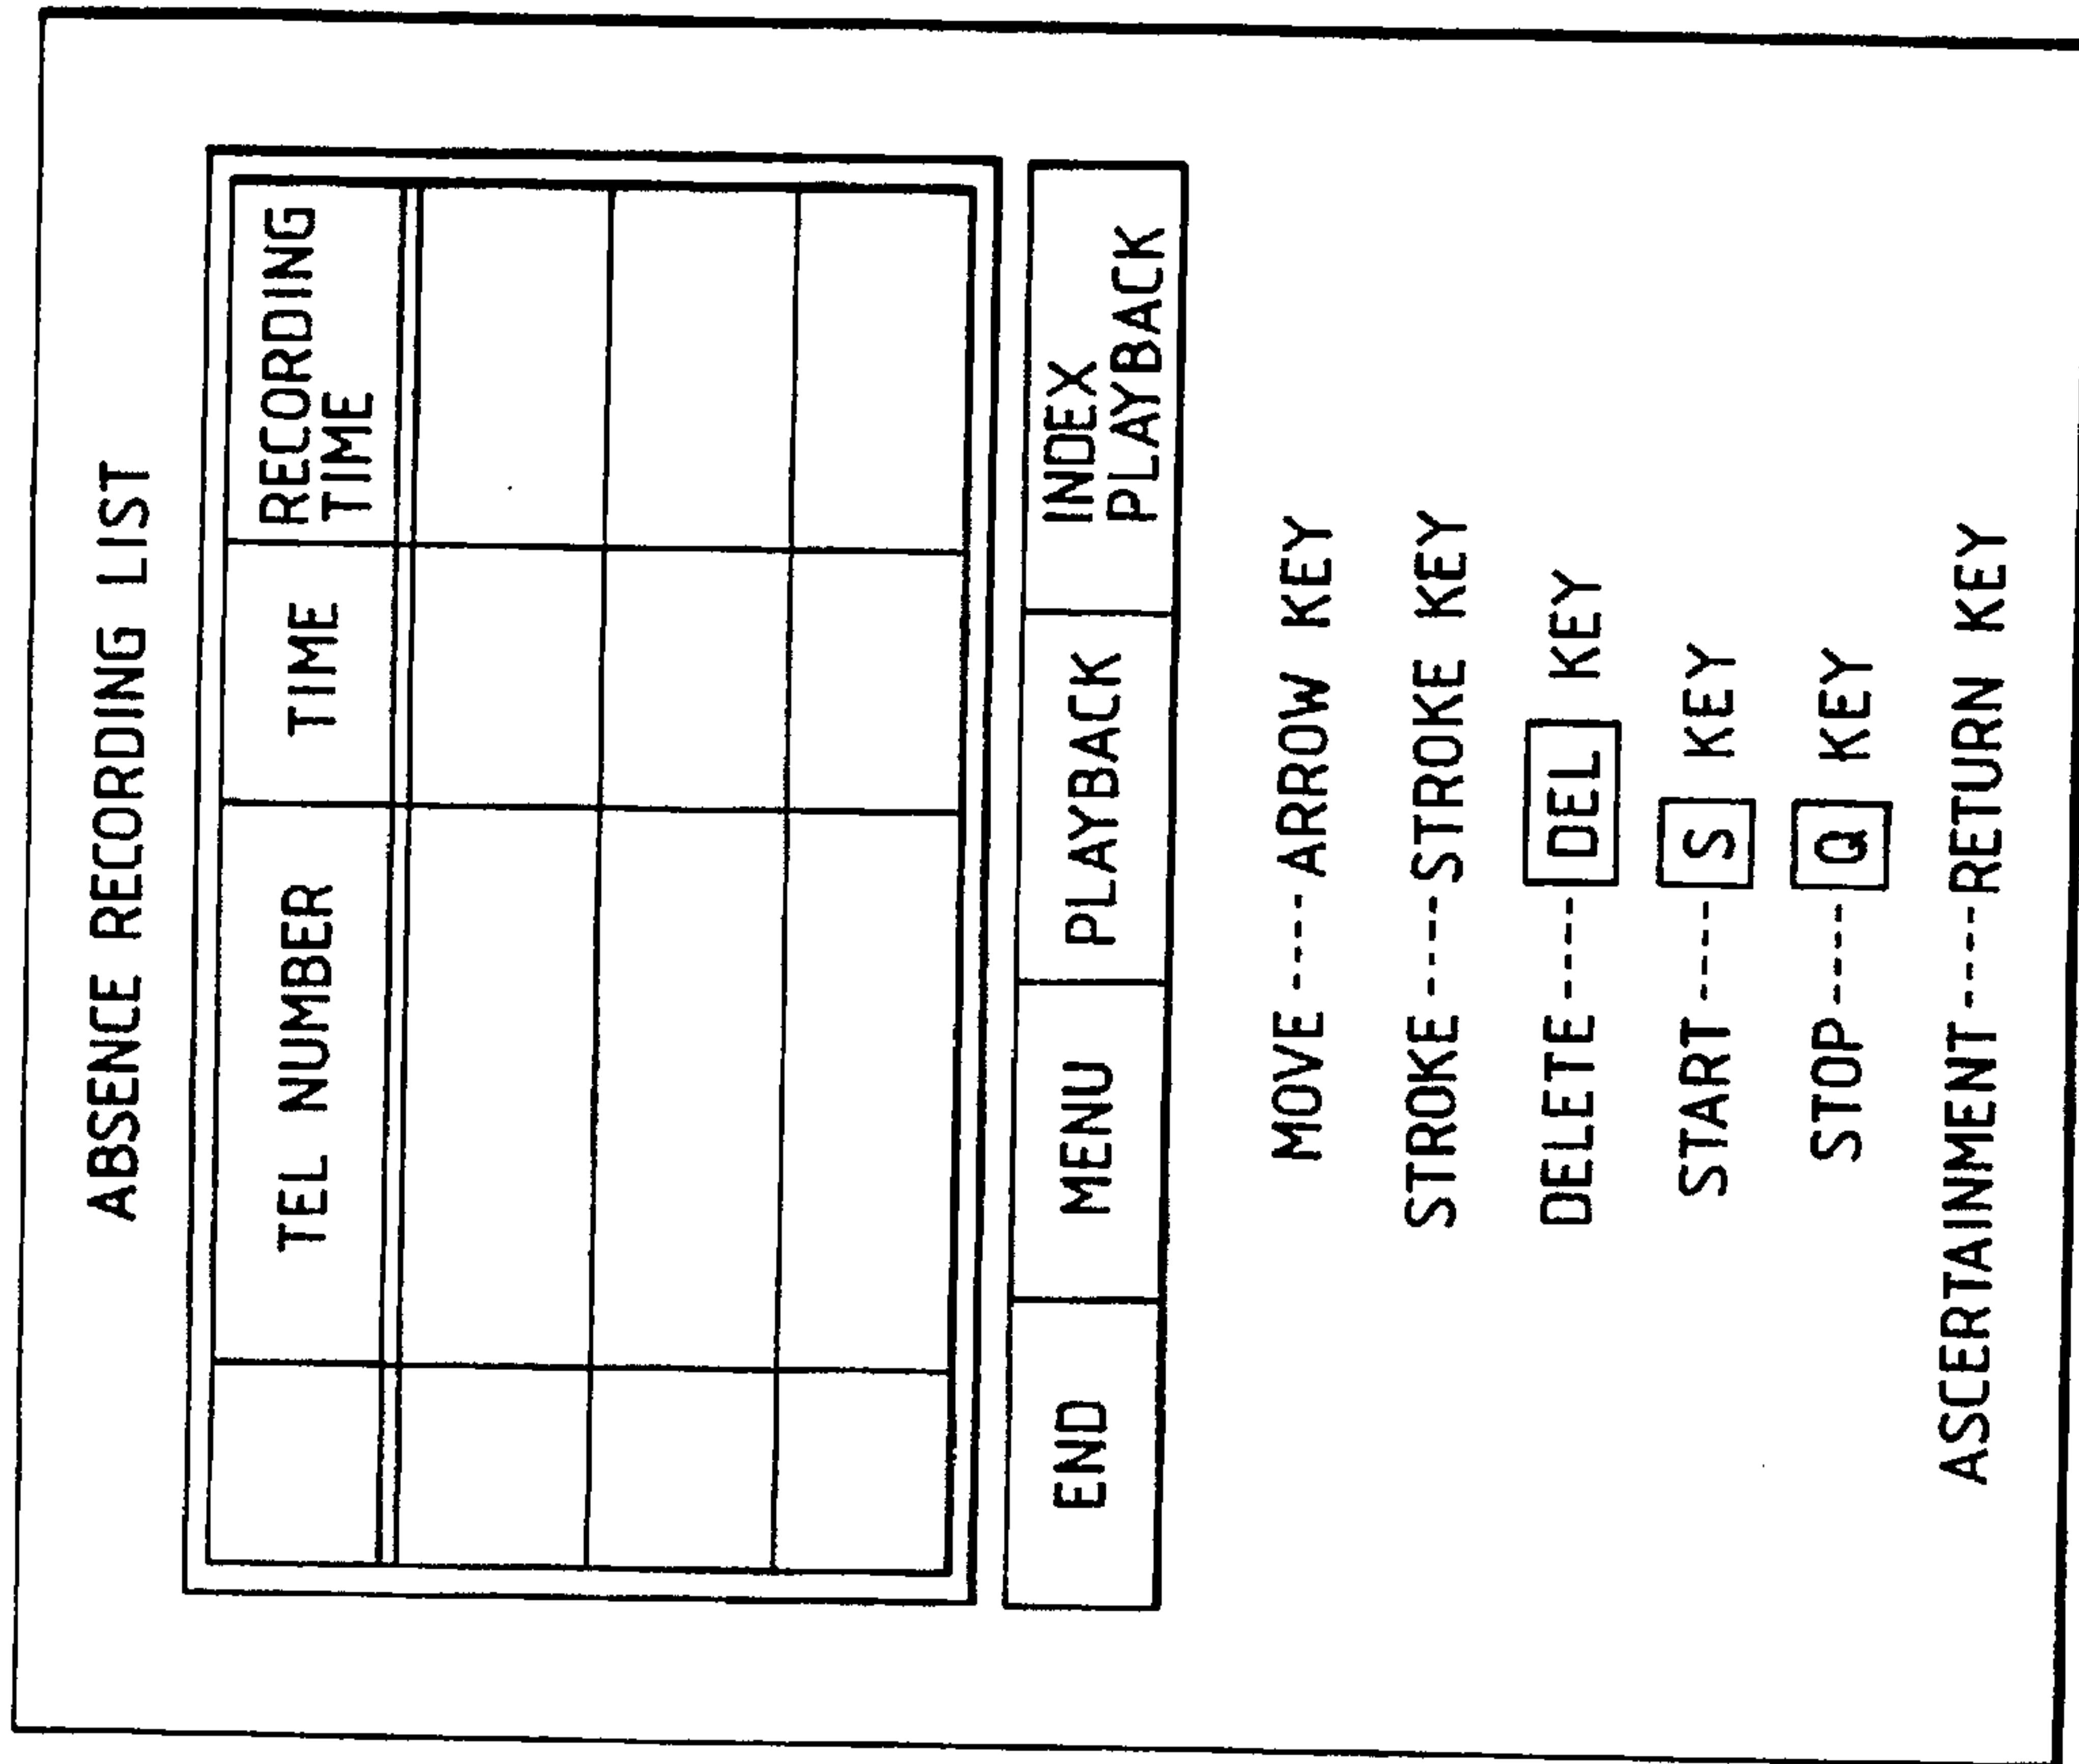 ABSENCE RECORDING LIST
TEL NUMBER TIME RECORDING
TIME
END MENU PLAYBACK INDEX
PLAYBACK
MOVE----ARROW KEY
STROKE----STROKE KEY
DELETE----DEL KEY
START----S KEY
STOP----Q KEY
ASCERTAINMENT----RETURN KEY